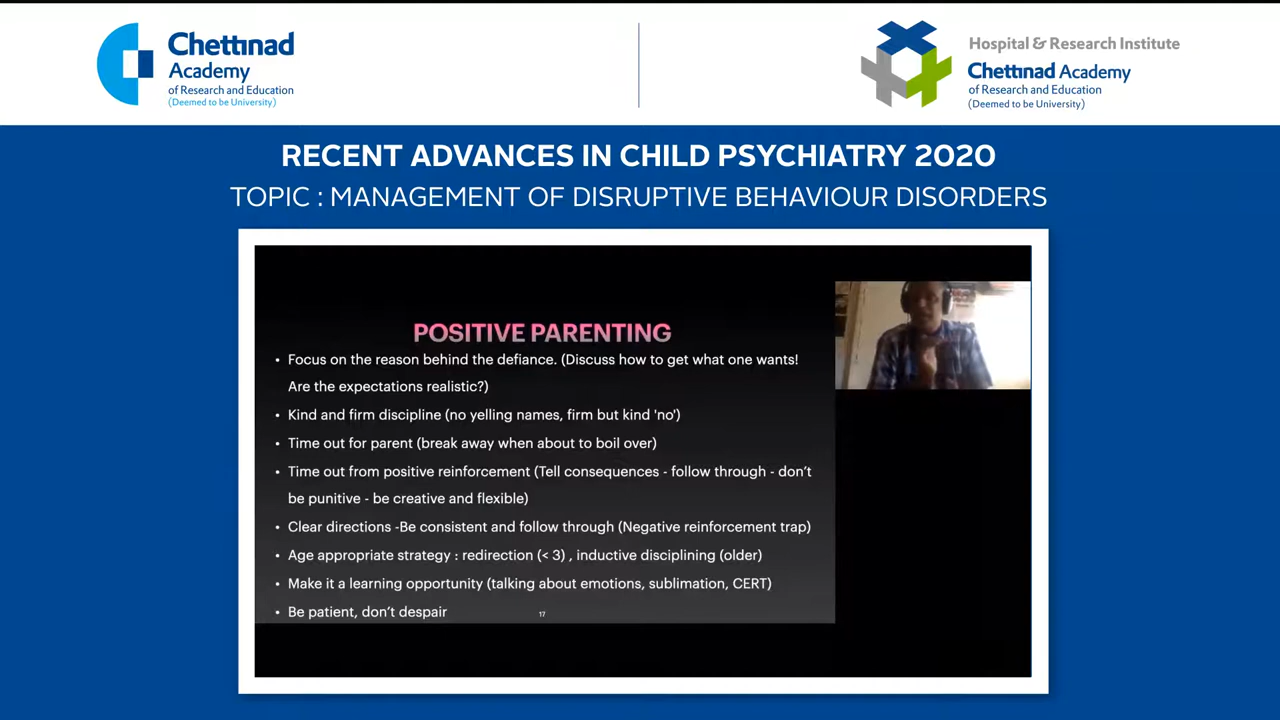 Chettinad
Academy
of Research and Education
(Deemed to be University)
Hospital & Research Institute
Chettinad Academy
of Research and Education
(Deemed to be University)
RECENT ADVANCES IN CHILD PSYCHIATRY 2020
TOPIC : MANAGEMENT OF DISRUPTIVE BEHAVIOUR DISORDERS
POSITIVE PARENTING
• Focus on the reason behind the defiance. (Discuss how to get what one wants!
Are the expectations realistic?)
• Kind and firm discipline (no yelling names, firm but kind 'no')
• Time out for parent (break away when about to boil over)
• Time out from positive reinforcement (Tell consequences - follow through - don't
be punitive - be creative and flexible)
• Clear directions -Be consistent and follow through (Negative reinforcement trap)
• Age appropriate strategy : redirection (< 3) , inductive disciplining (older)
• Make it a learning opportunity (talking about emotions, sublimation, CERT)
• Be patient, don't despair
17